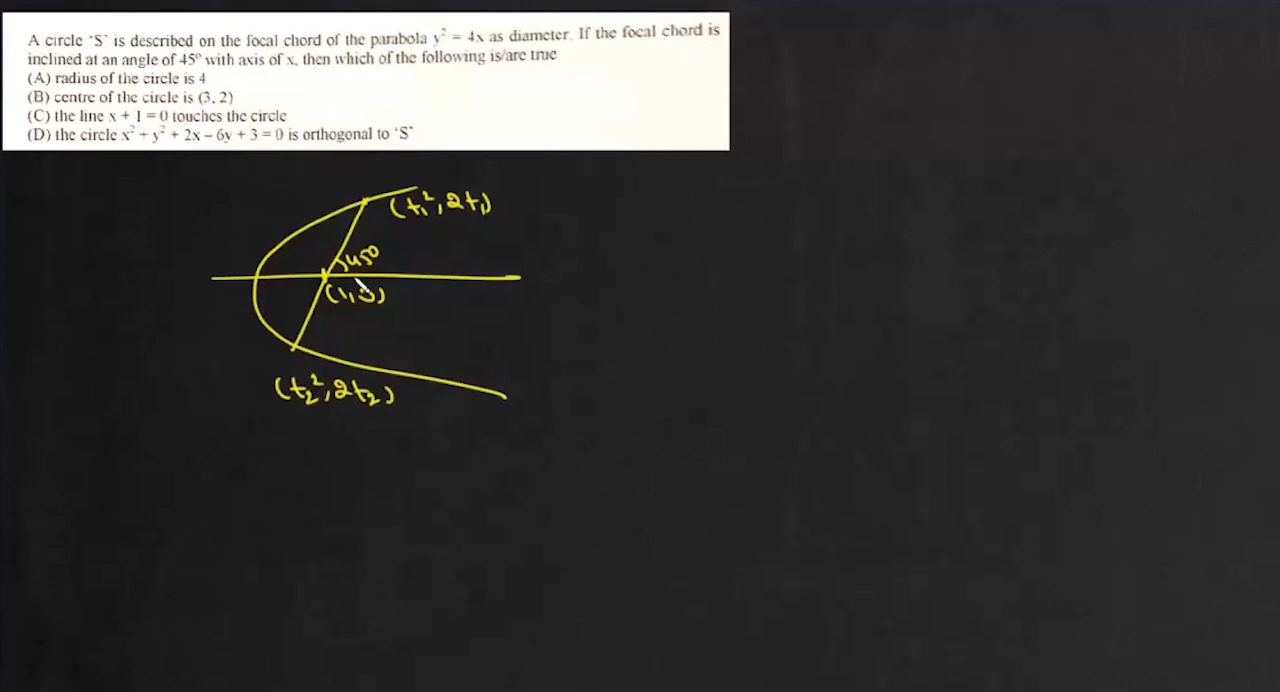 A circle ‘S’ is described on the focal chord of the parabola y² = 4x as diameter. If the focal chord is
inclined at an angle of 45° with axis of x, then which of the following is/are true
(A) radius of the circle is 4
(B) centre of the circle is (3, 2)
(C) the line x + 1 = 0 touches the circle
(D) the circle x² + y² + 2x – 6y + 3 = 0 is orthogonal to ‘S’
(t₁², 2t₁)
45°
(1,0)
(t₂², 2t₂)